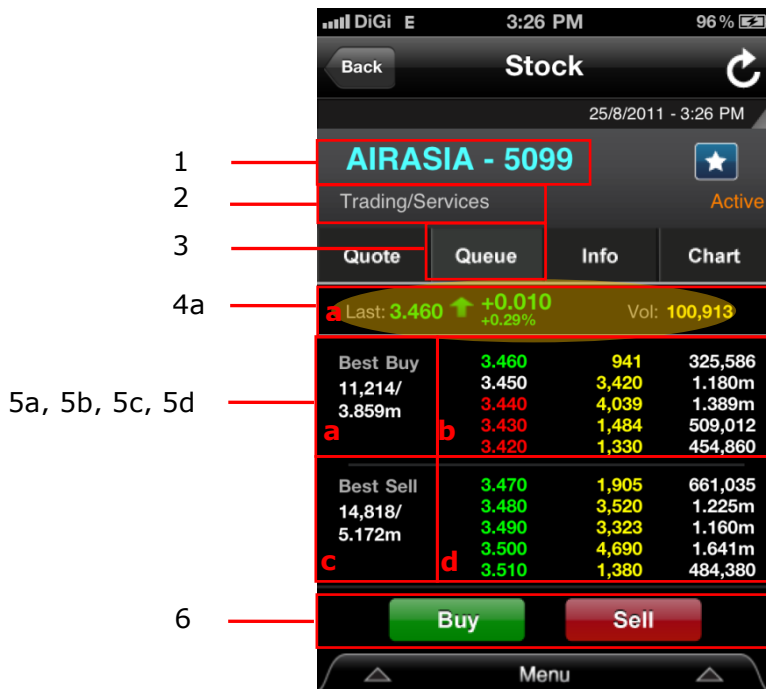 DiGi E 3:26 PM 96%
Back Stock
25/8/2011 - 3:26 PM
1 AIRASIA - 5099
2 Trading/Services Active
3 Quote Queue Info Chart
4a a Last: 3.460 +0.010 Vol: 100,913
+0.29%
Best Buy 3.460 941 325,586
11,214/ 3.450 3,420 1.180m
5a, 5b, 5c, 5d 3.859m 3.440 4,039 1.389m
a b 3.430 1,484 509,012
3.420 1,330 454,860
Best Sell 3.470 1,905 661,035
14,818/ 3.480 3,520 1.225m
5.172m 3.490 3,323 1.160m
c d 3.500 4,690 1.641m
3.510 1,380 484,380
6 Buy Sell
Menu